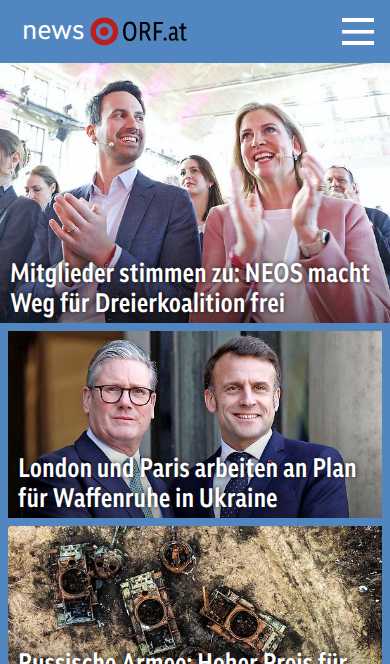 news ORF.at
Mitglieder stimmen zu: NEOS macht
Weg für Dreierkoalition frei
London und Paris arbeiten an Plan
für Waffenruhe in Ukraine
Russische Armee: Hoher Preis für